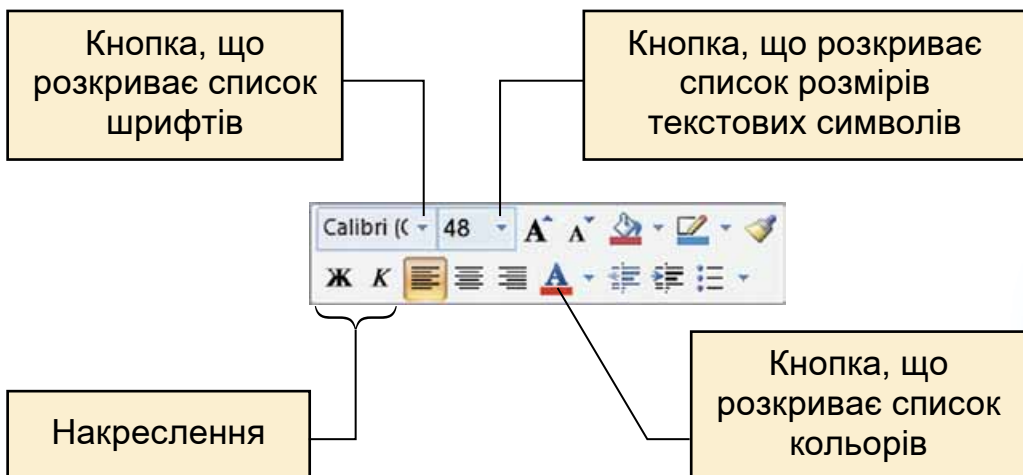 Кнопка, що
розкриває список
шрифтів
Кнопка, що розкриває
список розмірів
текстових символів
Calibri (C 48 A A
Ж К A
Накреслення
Кнопка, що
розкриває список
кольорів